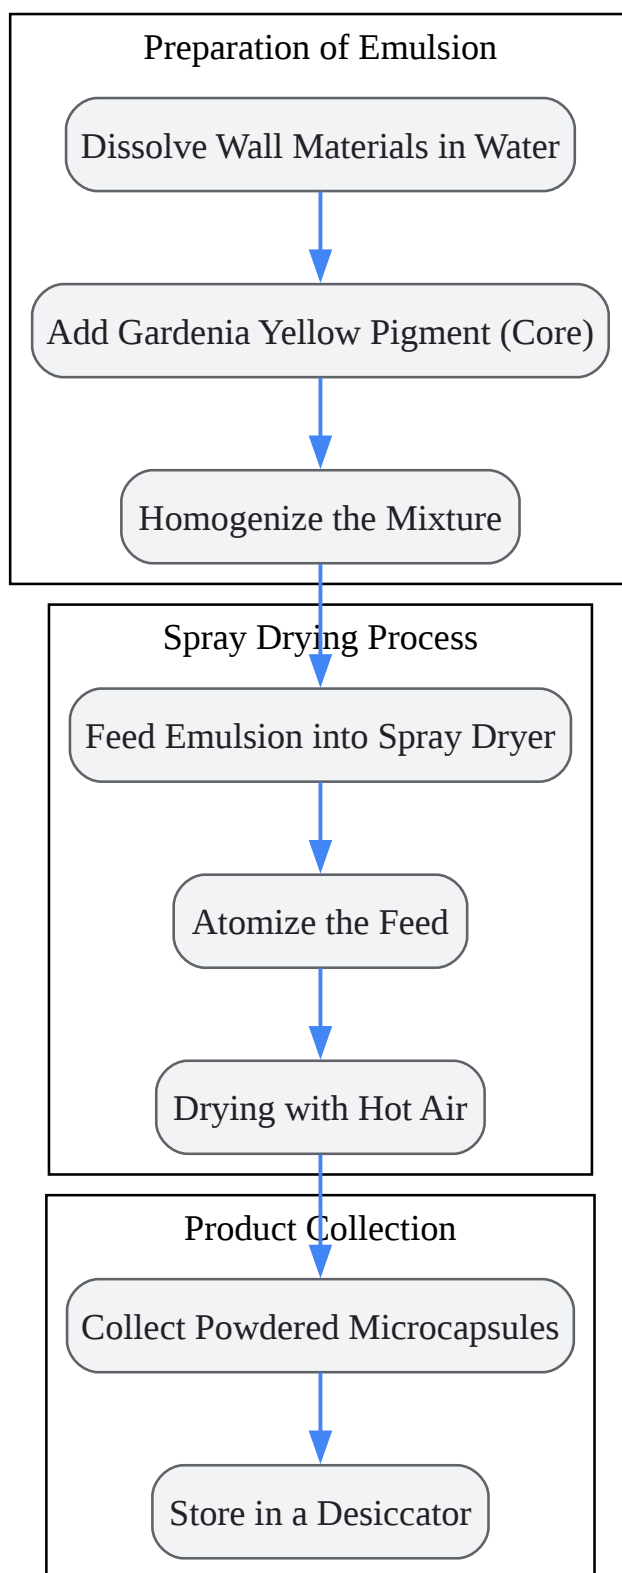 Preparation of Emulsion
Dissolve Wall Materials in Water
Add Gardenia Yellow Pigment (Core)
Homogenize the Mixture
Spray Drying Process
Feed Emulsion into Spray Dryer
Atomize the Feed
Drying with Hot Air
Product Collection
Collect Powdered Microcapsules
Store in a Desiccator